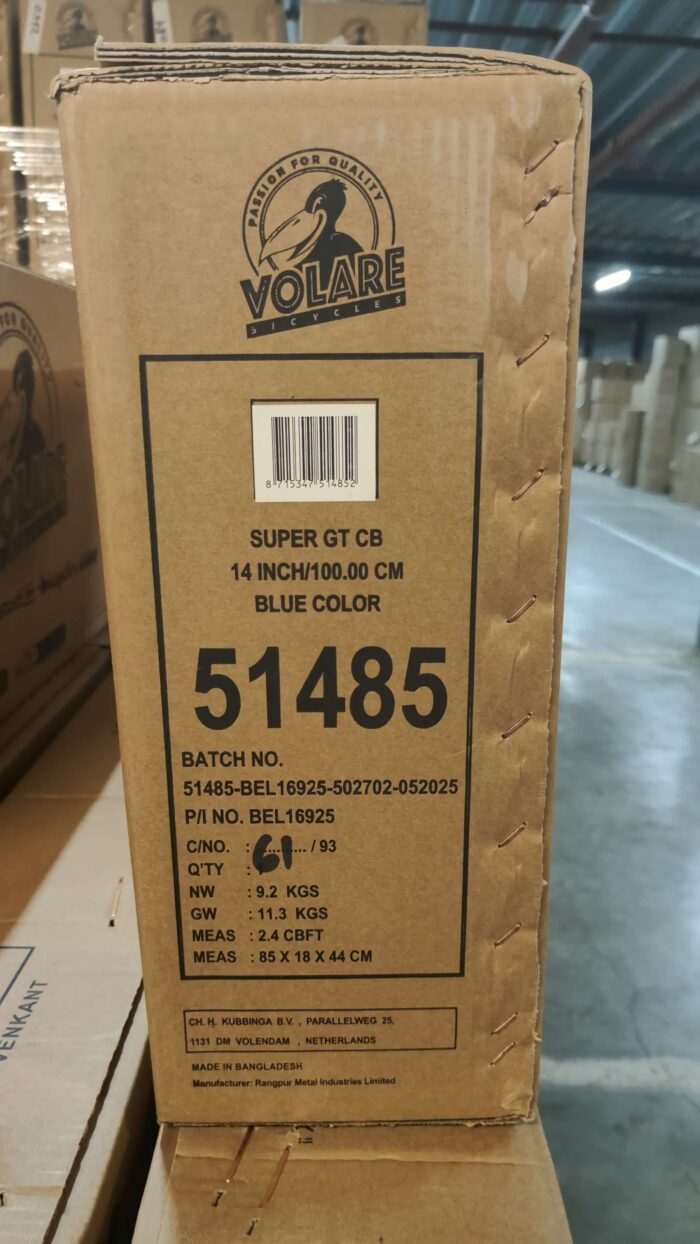 PASSION FOR QUALITY
VOLARE
BICYCLES
8 715347 514852
SUPER GT CB
14 INCH/100.00 CM
BLUE COLOR
51485
BATCH NO.
51485-BEL16925-502702-052025
P/I NO. BEL16925
C/NO. : 61 / 93
Q'TY :
NW : 9.2 KGS
GW : 11.3 KGS
MEAS : 2.4 CBFT
MEAS : 85 X 18 X 44 CM
CH. H. KUBBINGA B.V. , PARALLELWEG 25,
1131 DM VOLENDAM , NETHERLANDS
MADE IN BANGLADESH
Manufacturer: Rangpur Metal Industries Limited
VOLARE
VENKANT